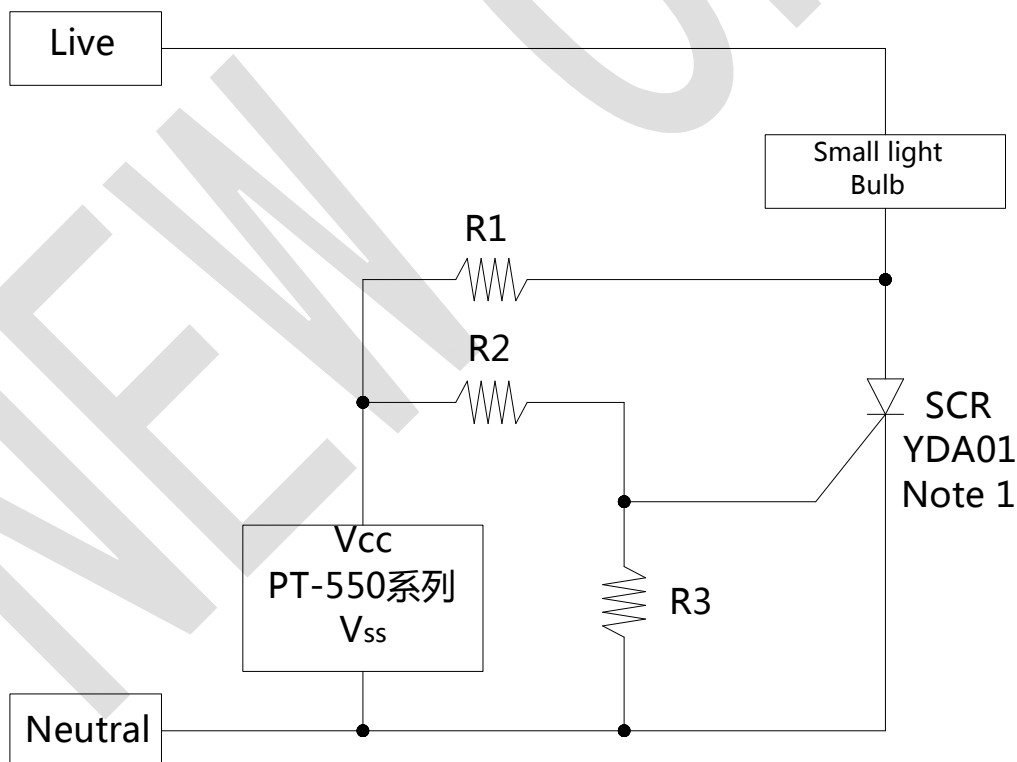 Live
Small light
Bulb
R1
R2
SCR
YDA01
Note 1
Vcc
PT-550系列
Vss
R3
Neutral
NEW